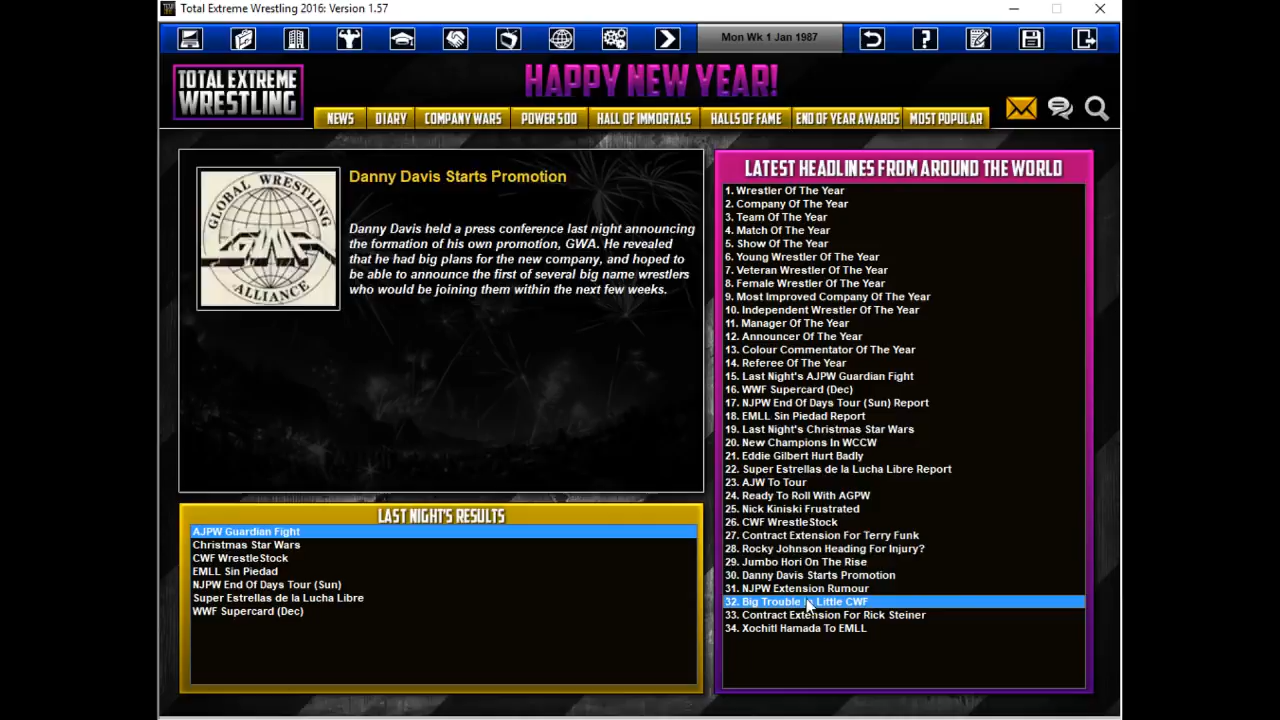 Total Extreme Wrestling 2016: Version 1.57
Mon Wk 1 Jan 1987
TOTAL EXTREME
WRESTLING
HAPPY NEW YEAR!
NEWS
DIARY
COMPANY WARS
POWER 500
HALL OF IMMORTALS
HALLS OF FAME
END OF YEAR AWARDS
MOST POPULAR
GLOBAL WRESTLING
GWA
ALLIANCE
Danny Davis Starts Promotion
Danny Davis held a press conference last night announcing
the formation of his own promotion, GWA. He revealed
that he had big plans for the new company, and hoped to
be able to announce the first of several big name wrestlers
who would be joining them within the next few weeks.
LAST NIGHT'S RESULTS
AJPW Guardian Fight
Christmas Star Wars
CWF WrestleStock
EMLL Sin Piedad
NJPW End Of Days Tour (Sun)
Super Estrellas de la Lucha Libre
WWF Supercard (Dec)
LATEST HEADLINES FROM AROUND THE WORLD
1. Wrestler Of The Year
2. Company Of The Year
3. Team Of The Year
4. Match Of The Year
5. Show Of The Year
6. Young Wrestler Of The Year
7. Veteran Wrestler Of The Year
8. Female Wrestler Of The Year
9. Most Improved Company Of The Year
10. Independent Wrestler Of The Year
11. Manager Of The Year
12. Announcer Of The Year
13. Colour Commentator Of The Year
14. Referee Of The Year
15. Last Night's AJPW Guardian Fight
16. WWF Supercard (Dec)
17. NJPW End Of Days Tour (Sun) Report
18. EMLL Sin Piedad Report
19. Last Night's Christmas Star Wars
20. New Champions In WCCW
21. Eddie Gilbert Hurt Badly
22. Super Estrellas de la Lucha Libre Report
23. AJW To Tour
24. Ready To Roll With AGPW
25. Nick Kiniski Frustrated
26. CWF WrestleStock
27. Contract Extension For Terry Funk
28. Rocky Johnson Heading For Injury?
29. Jumbo Hori On The Rise
30. Danny Davis Starts Promotion
31. NJPW Extension Rumour
32. Big Trouble In Little CWF
33. Contract Extension For Rick Steiner
34. Xochitl Hamada To EMLL